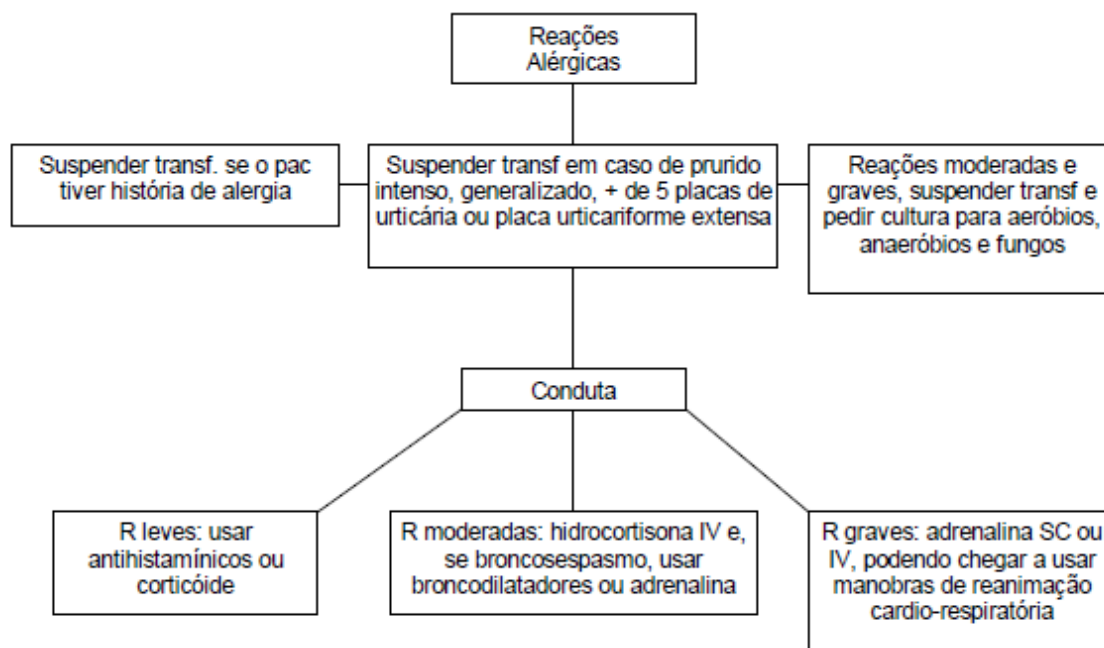 Reações
Alérgicas
Suspender transf. se o pac
tiver história de alergia
Suspender transf em caso de prurido
intenso, generalizado, + de 5 placas de
urticária ou placa urticariforme extensa
Reações moderadas e
graves, suspender transf e
pedir cultura para aeróbios,
anaeróbios e fungos
Conduta
R leves: usar
antihistamínicos ou
corticóide
R moderadas: hidrocortisona IV e,
se broncosespasmo, usar
broncodilatadores ou adrenalina
R graves: adrenalina SC ou
IV, podendo chegar a usar
manobras de reanimação
cardio-respiratória